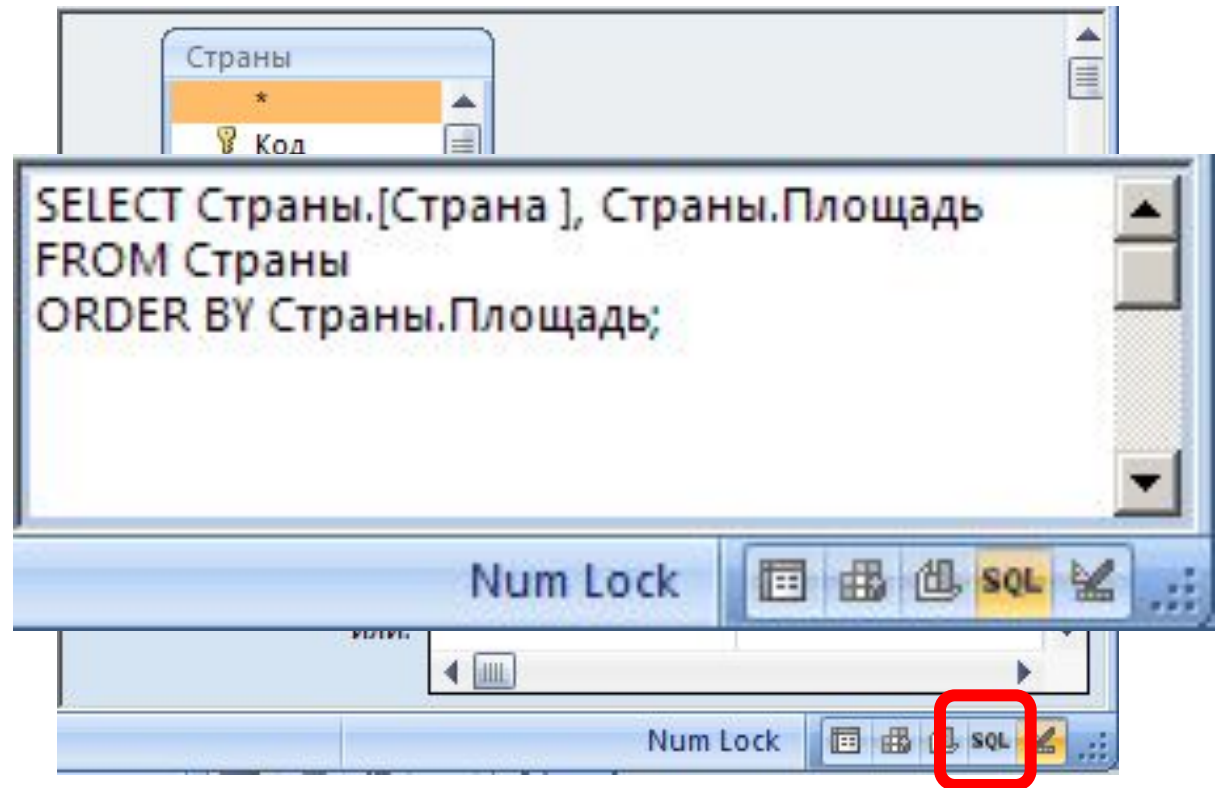 Страны
*
Код
SELECT Страны.[Страна ], Страны.Площадь
FROM Страны
ORDER BY Страны.Площадь;
Num Lock SQL
или:
Num Lock SQL